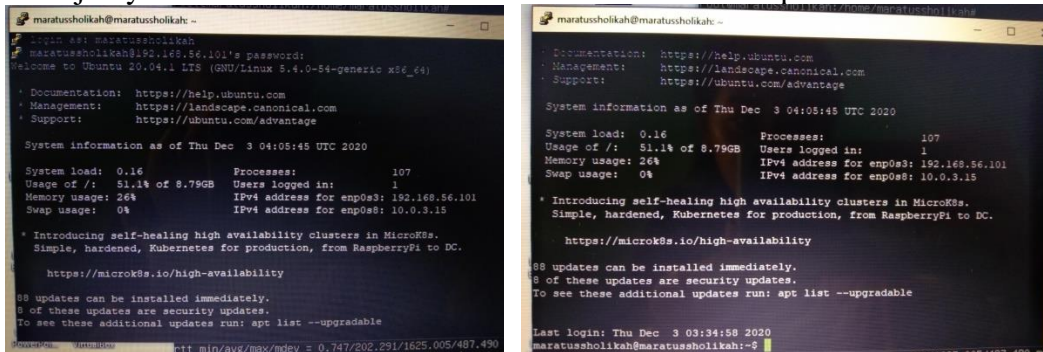 maratussholikah@maratussholikah: ~
login as: maratussholikah
maratussholikah@192.168.56.101's password:
Welcome to Ubuntu 20.04.1 LTS (GNU/Linux 5.4.0-54-generic x86_64)
* Documentation: https://help.ubuntu.com
* Management: https://landscape.canonical.com
* Support: https://ubuntu.com/advantage
System information as of Thu Dec 3 04:05:45 UTC 2020
System load: 0.16 Processes: 107
Usage of /: 51.1% of 8.79GB Users logged in: 1
Memory usage: 26% IPv4 address for enp0s3: 192.168.56.101
Swap usage: 0% IPv4 address for enp0s8: 10.0.3.15
* Introducing self-healing high availability clusters in MicroK8s.
Simple, hardened, Kubernetes for production, from RaspberryPi to DC.
https://microk8s.io/high-availability
88 updates can be installed immediately.
8 of these updates are security updates.
To see these additional updates run: apt list --upgradable
VirtualBox
rtt min/avg/max/mdev = 0.747/202.291/1625.005/487.490
maratussholikah@maratussholikah: ~
* Documentation: https://help.ubuntu.com
* Management: https://landscape.canonical.com
* Support: https://ubuntu.com/advantage
System information as of Thu Dec 3 04:05:45 UTC 2020
System load: 0.16 Processes: 107
Usage of /: 51.1% of 8.79GB Users logged in: 1
Memory usage: 26% IPv4 address for enp0s3: 192.168.56.101
Swap usage: 0% IPv4 address for enp0s8: 10.0.3.15
* Introducing self-healing high availability clusters in MicroK8s.
Simple, hardened, Kubernetes for production, from RaspberryPi to DC.
https://microk8s.io/high-availability
88 updates can be installed immediately.
8 of these updates are security updates.
To see these additional updates run: apt list --upgradable
Last login: Thu Dec 3 03:34:58 2020
maratussholikah@maratussholikah:~$